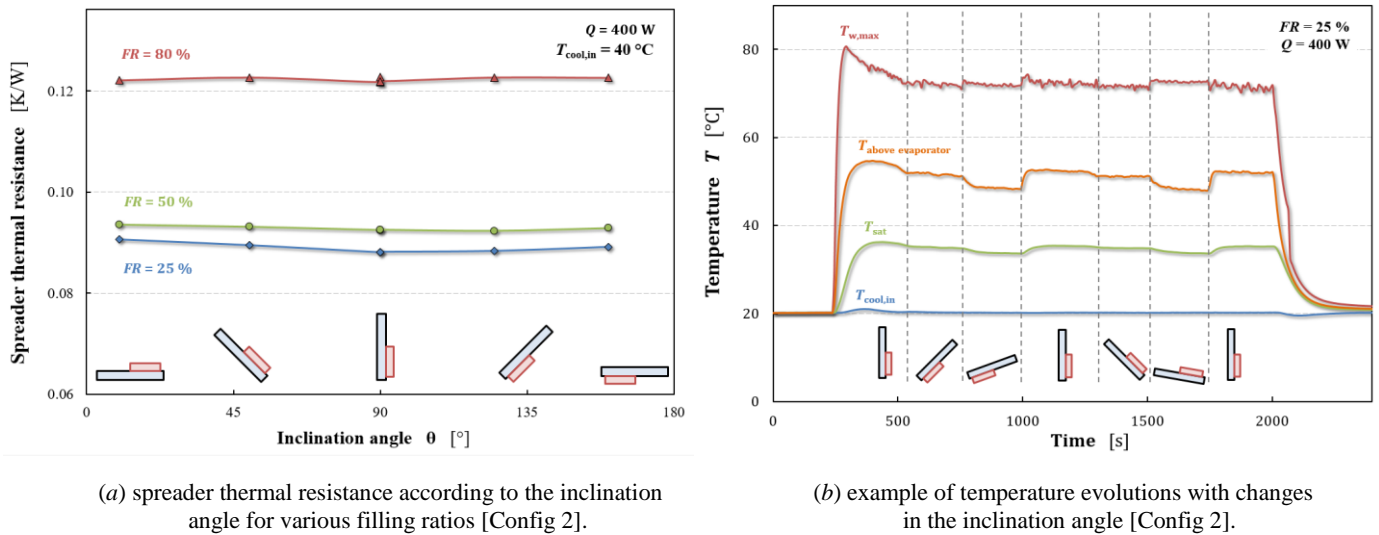 Q = 400 W
T_cool,in = 40 °C
FR = 80 %
0.12
0.10
FR = 50 %
FR = 25 %
0.08
0.06
Spreader thermal resistance [K/W]
0
45
90
135
180
Inclination angle θ [°]
(a) spreader thermal resistance according to the inclination
angle for various filling ratios [Config 2].
FR = 25 %
Q = 400 W
T_w,max
80
60
T_above evaporator
40
T_sat
T_cool,in
20
0
Temperature T [°C]
0
500
1000
1500
2000
Time [s]
(b) example of temperature evolutions with changes
in the inclination angle [Config 2].